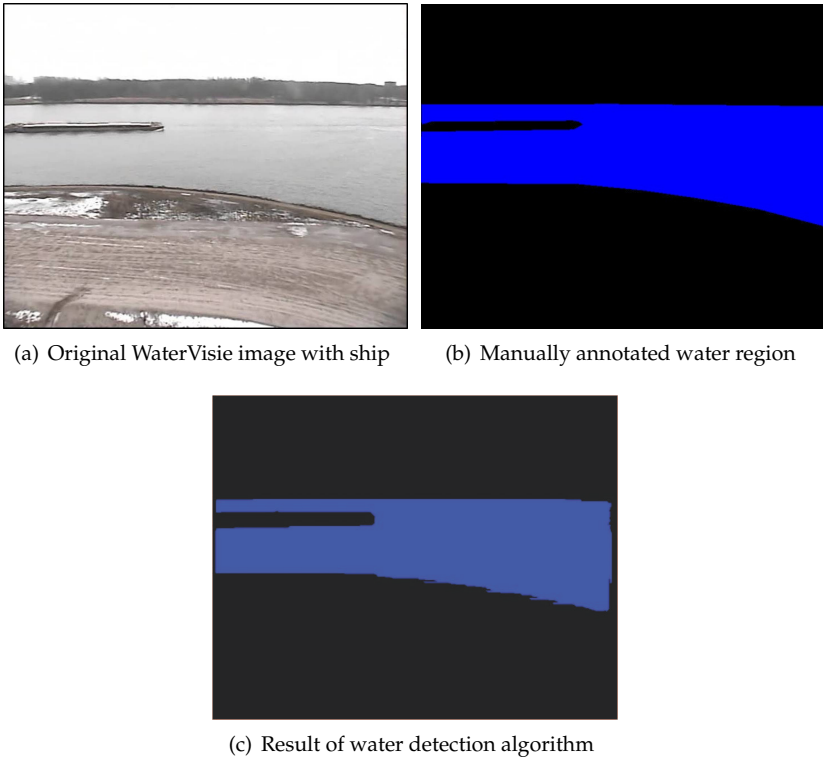 (a) Original WaterVisie image with ship
(b) Manually annotated water region
(c) Result of water detection algorithm